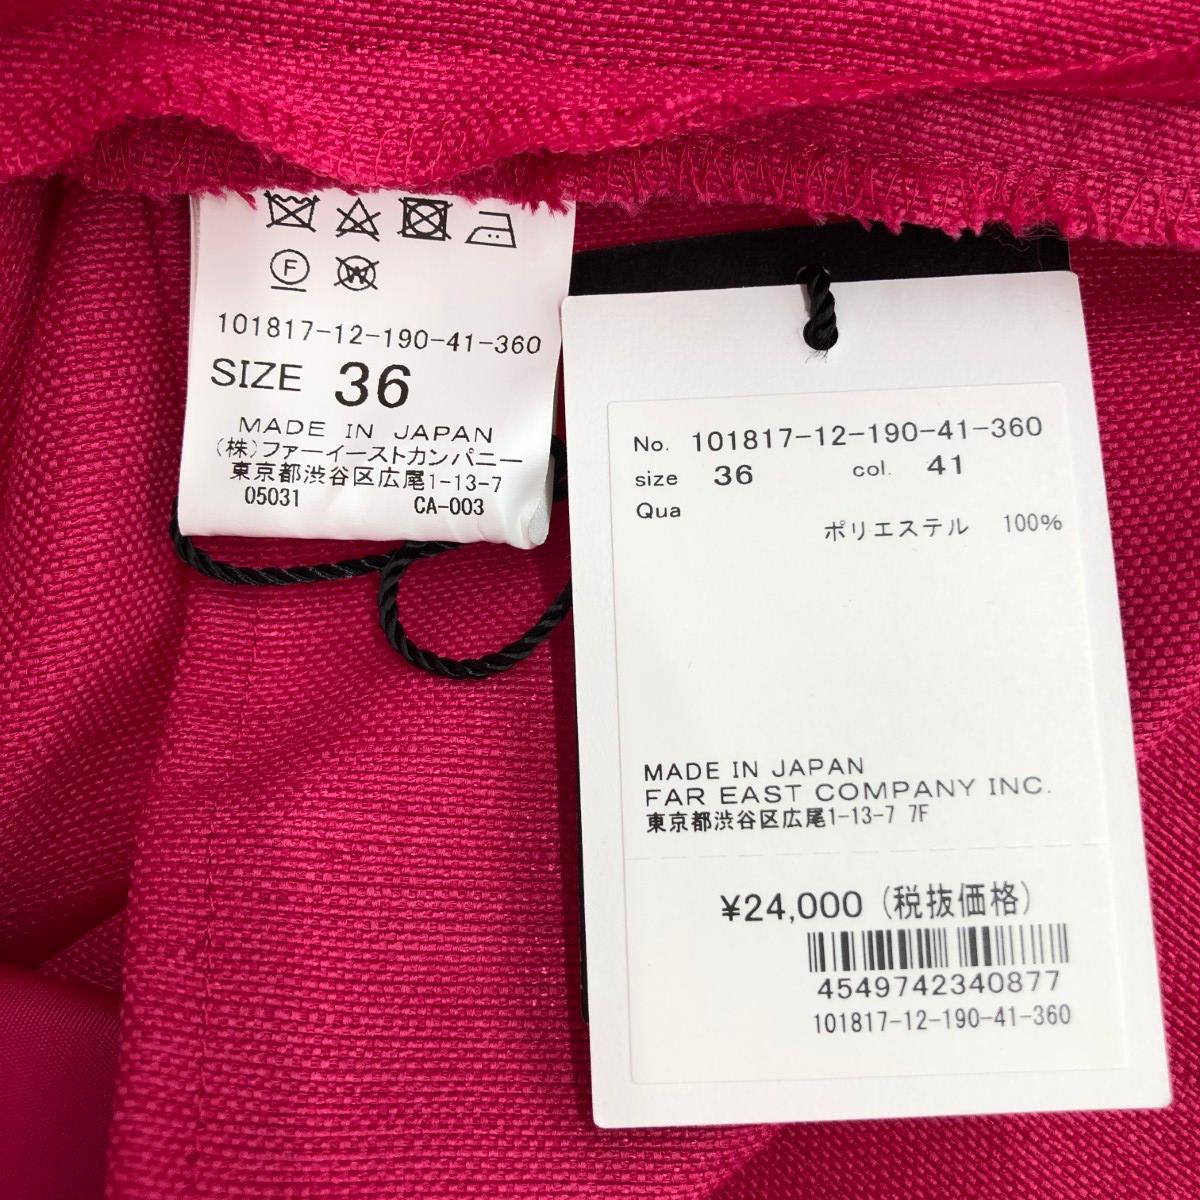 F
W
101817-12-190-41-360
SIZE 36
MADE IN JAPAN
(株)ファーイーストカンパニー
東京都渋谷区広尾1-13-7
05031 CA-003
No. 101817-12-190-41-360
size 36 col. 41
Qua
ポリエステル 100%
MADE IN JAPAN
FAR EAST COMPANY INC.
東京都渋谷区広尾1-13-7 7F
¥24,000 (税抜価格)
4549742340877
101817-12-190-41-360